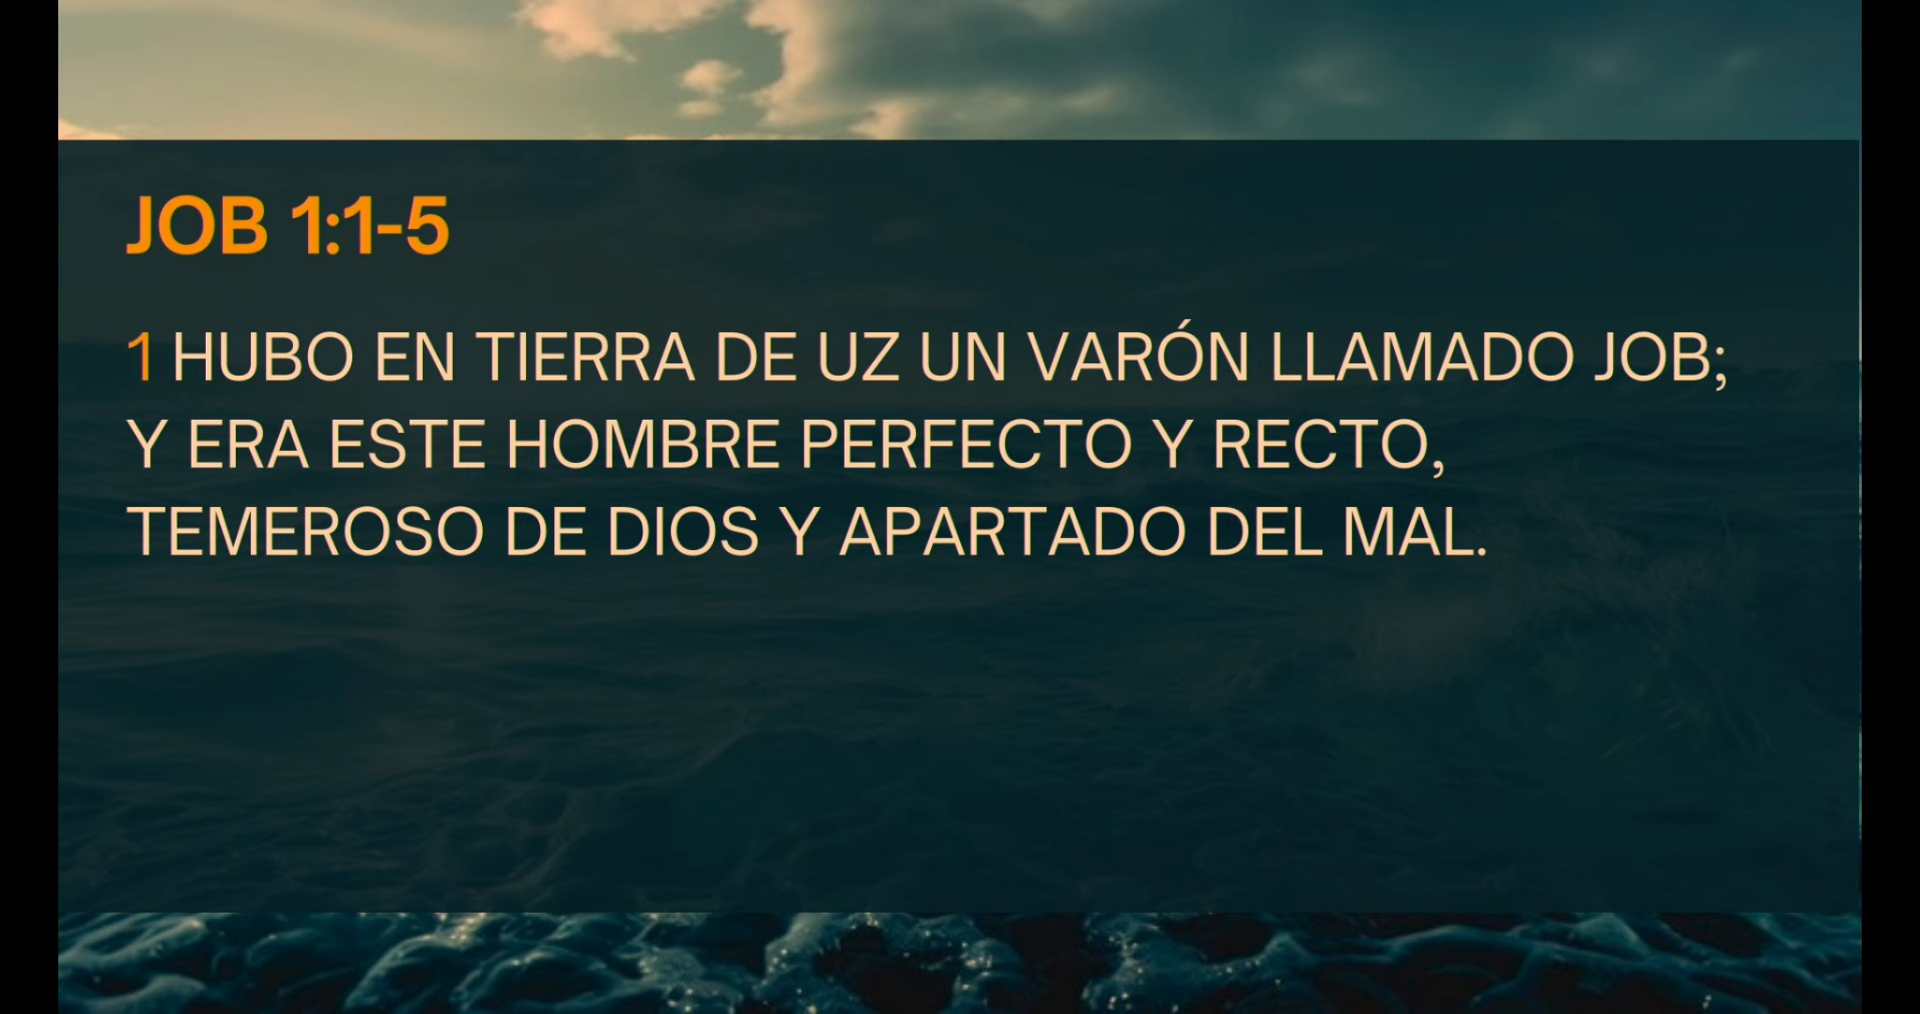 JOB 1:1-5
1 HUBO EN TIERRA DE UZ UN VARÓN LLAMADO JOB;
Y ERA ESTE HOMBRE PERFECTO Y RECTO,
TEMEROSO DE DIOS Y APARTADO DEL MAL.